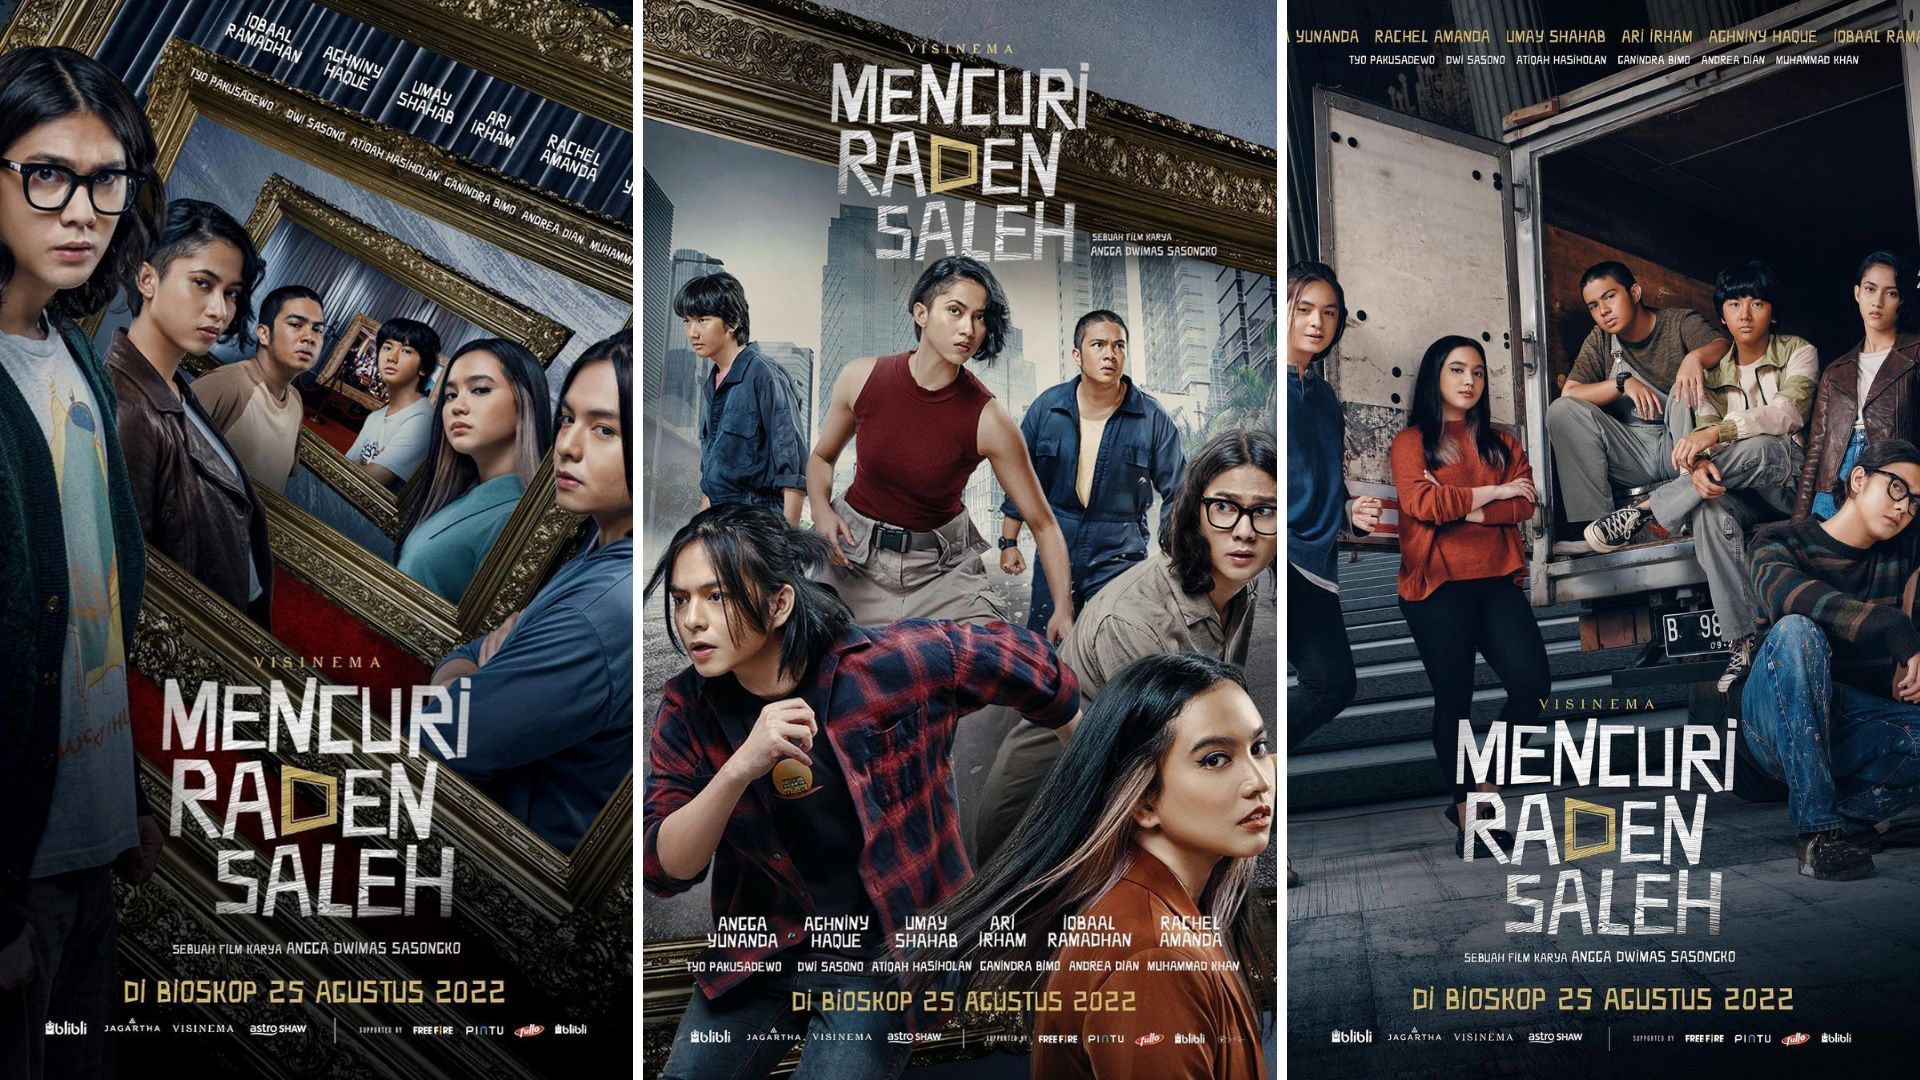 IQBAAL
RAMADHAN
AGHNINY
HAQUE
UMAY
SHAHAB
ARI
IRHAM
RACHEL
AMANDA
TYO PAKUSADEWO DWI SASONO ATIQAH HASIHOLAN GANINDRA BIMO ANDREA DIAN MUHAMMA
VISINEMA
MENCURI
RADEN
SALEH
SEBUAH FILM KARYA ANGGA DWIMAS SASONGKO
DI BIOSKOP 25 AGUSTUS 2022
blibli JAGARTHA VISINEMA astro SHAW SUPPORTED BY FREE FIRE PINTU fullo blibli
VISINEMA
MENCURI
RADEN
SALEH
SEBUAH FILM KARYA
ANGGA DWIMAS SASONGKO
ANGGA
YUNANDA
AGHNINY
HAQUE
UMAY
SHAHAB
ARI
IRHAM
IQBAAL
RAMADHAN
RACHEL
AMANDA
TYO PAKUSADEWO DWI SASONO ATIQAH HASIHOLAN GANINDRA BIMO ANDREA DIAN MUHAMMAD KHAN
DI BIOSKOP 25 AGUSTUS 2022
blibli JAGARTHA VISINEMA astro SHAW SUPPORTED BY FREE FIRE PINTU fullo blibli
A YUNANDA RACHEL AMANDA UMAY SHAHAB ARI IRHAM AGHNINY HAQUE IQBAAL RAMA
TYO PAKUSADEWO DWI SASONO ATIQAH HASIHOLAN GANINDRA BIMO ANDREA DIAN MUHAMMAD KHAN
B 98
VISINEMA
MENCURI
RADEN
SALEH
SEBUAH FILM KARYA ANGGA DWIMAS SASONGKO
DI BIOSKOP 25 AGUSTUS 2022
blibli JAGARTHA VISINEMA astro SHAW SUPPORTED BY FREE FIRE PINTU fullo blibli